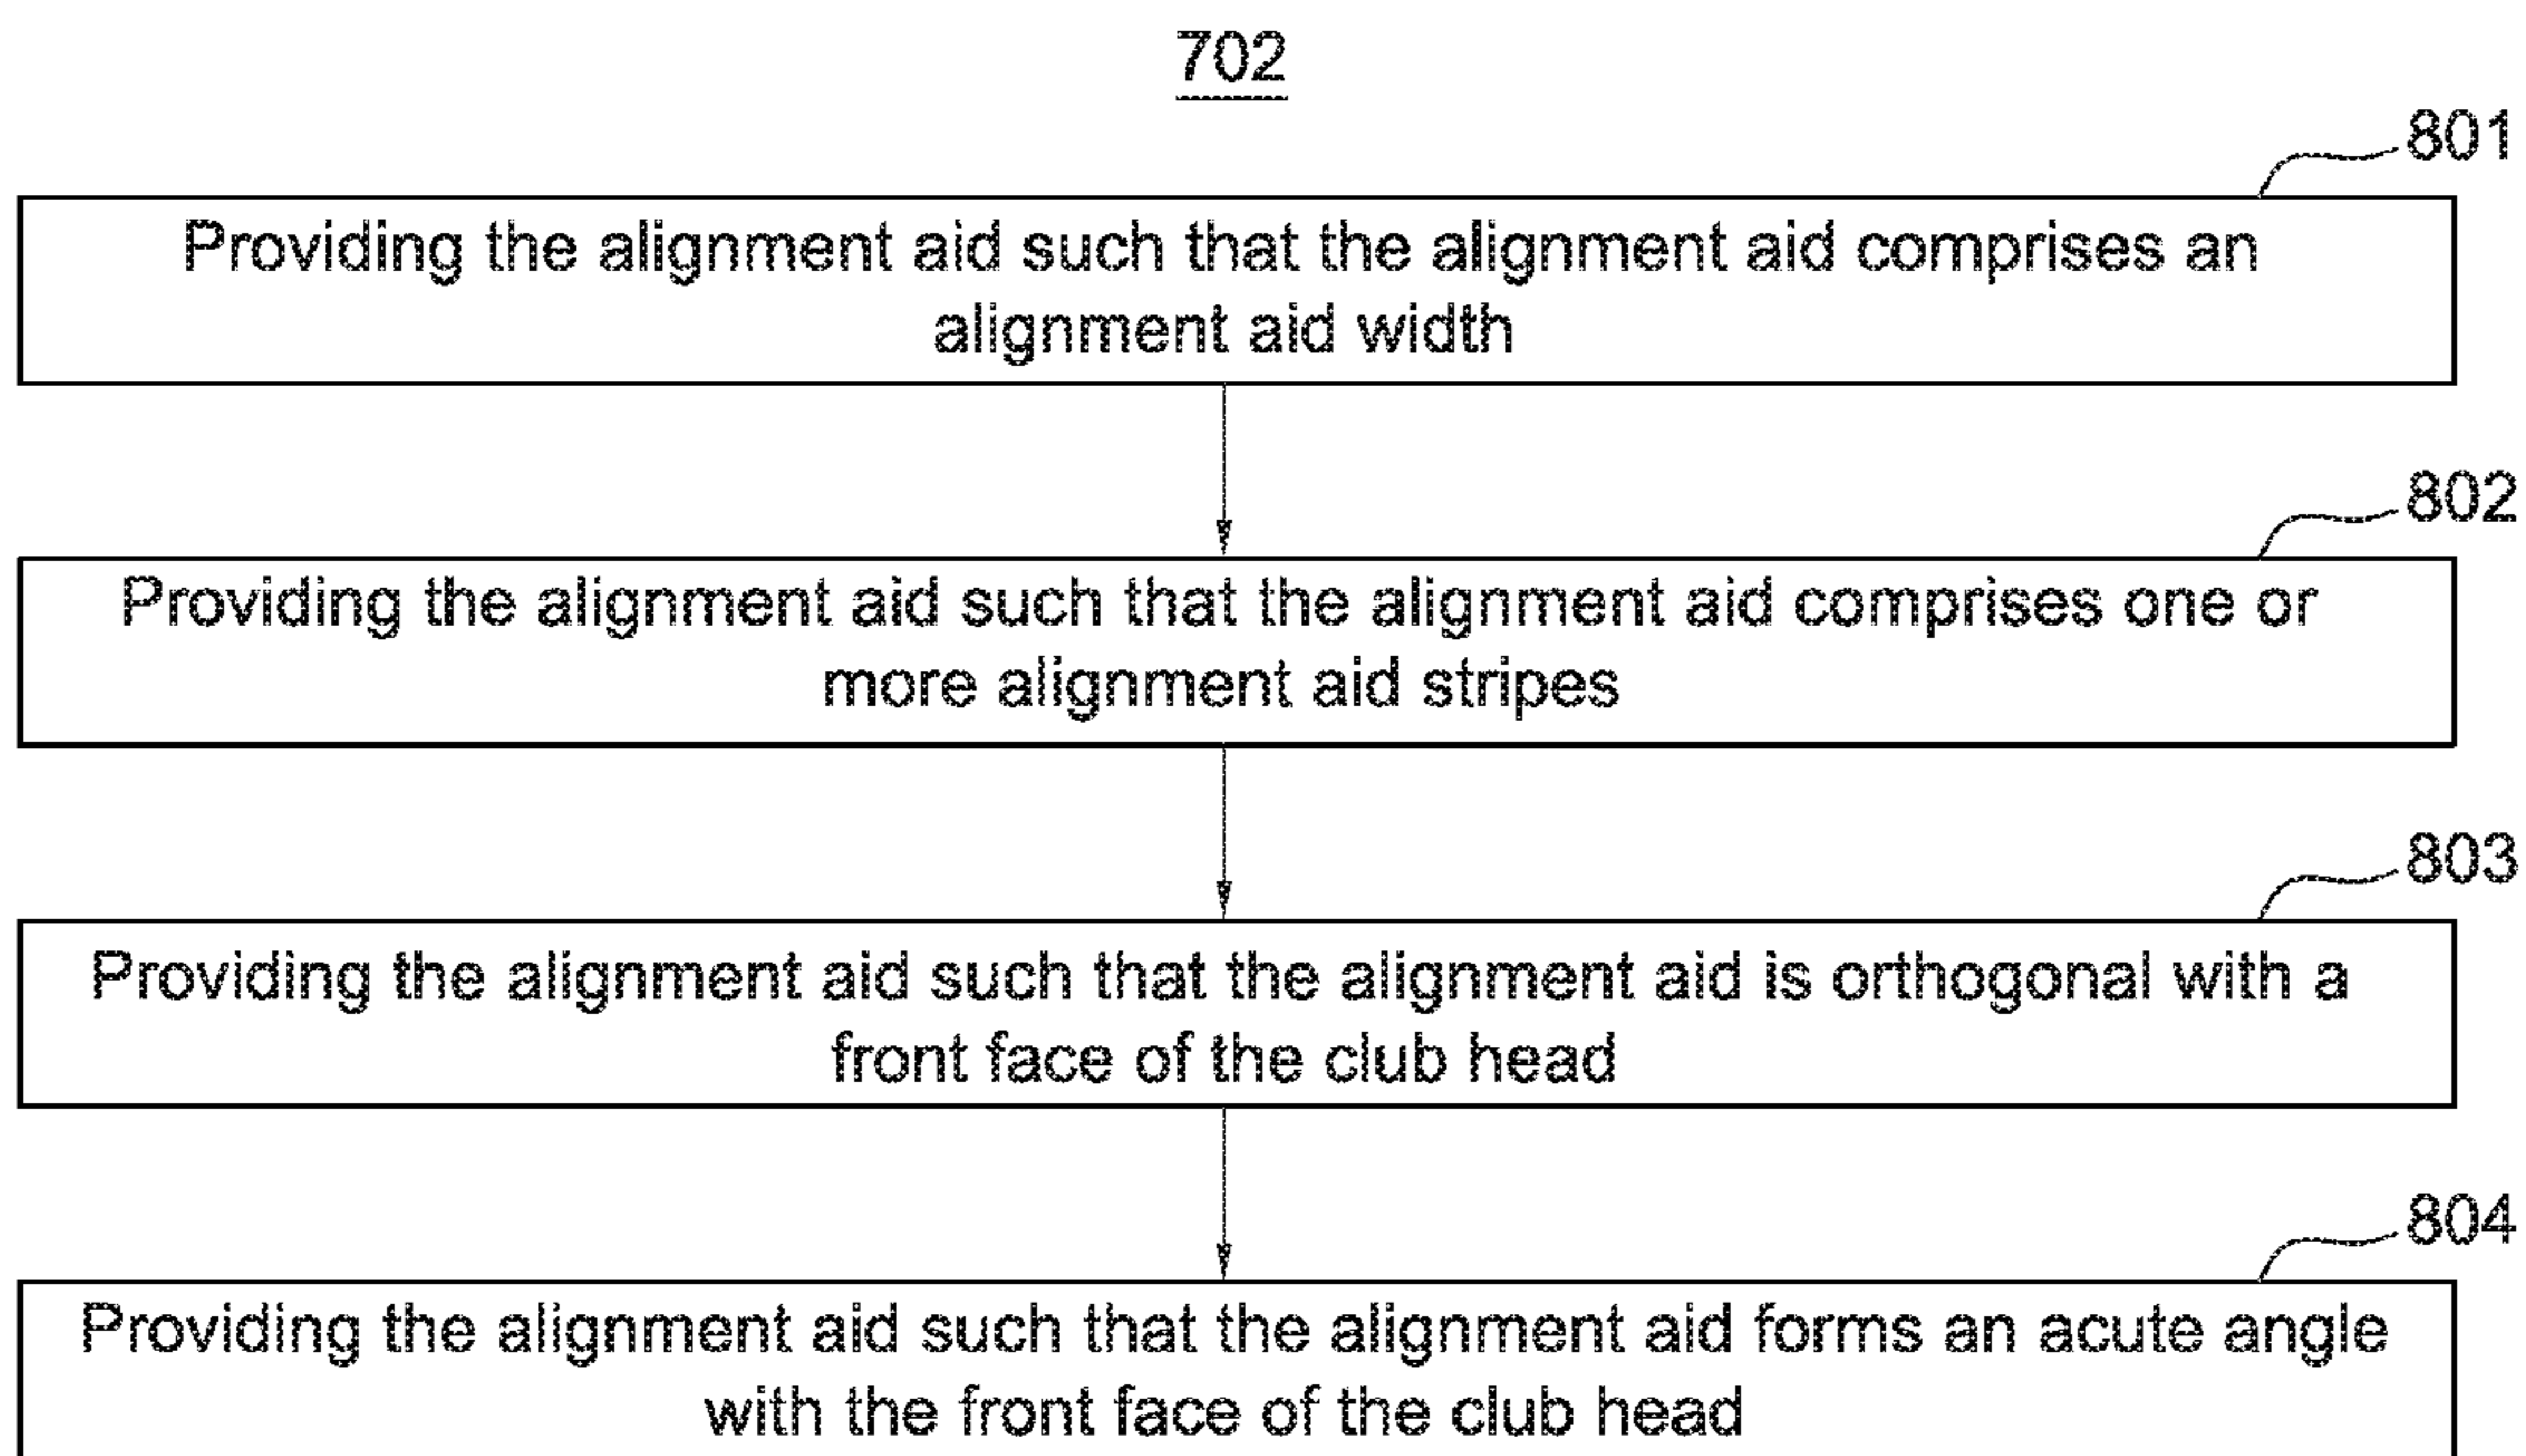 702
801
Providing the alignment aid such that the alignment aid comprises an
alignment aid width
802
Providing the alignment aid such that the alignment aid comprises one or
more alignment aid stripes
803
Providing the alignment aid such that the alignment aid is orthogonal with a
front face of the club head
804
Providing the alignment aid such that the alignment aid forms an acute angle
with the front face of the club head